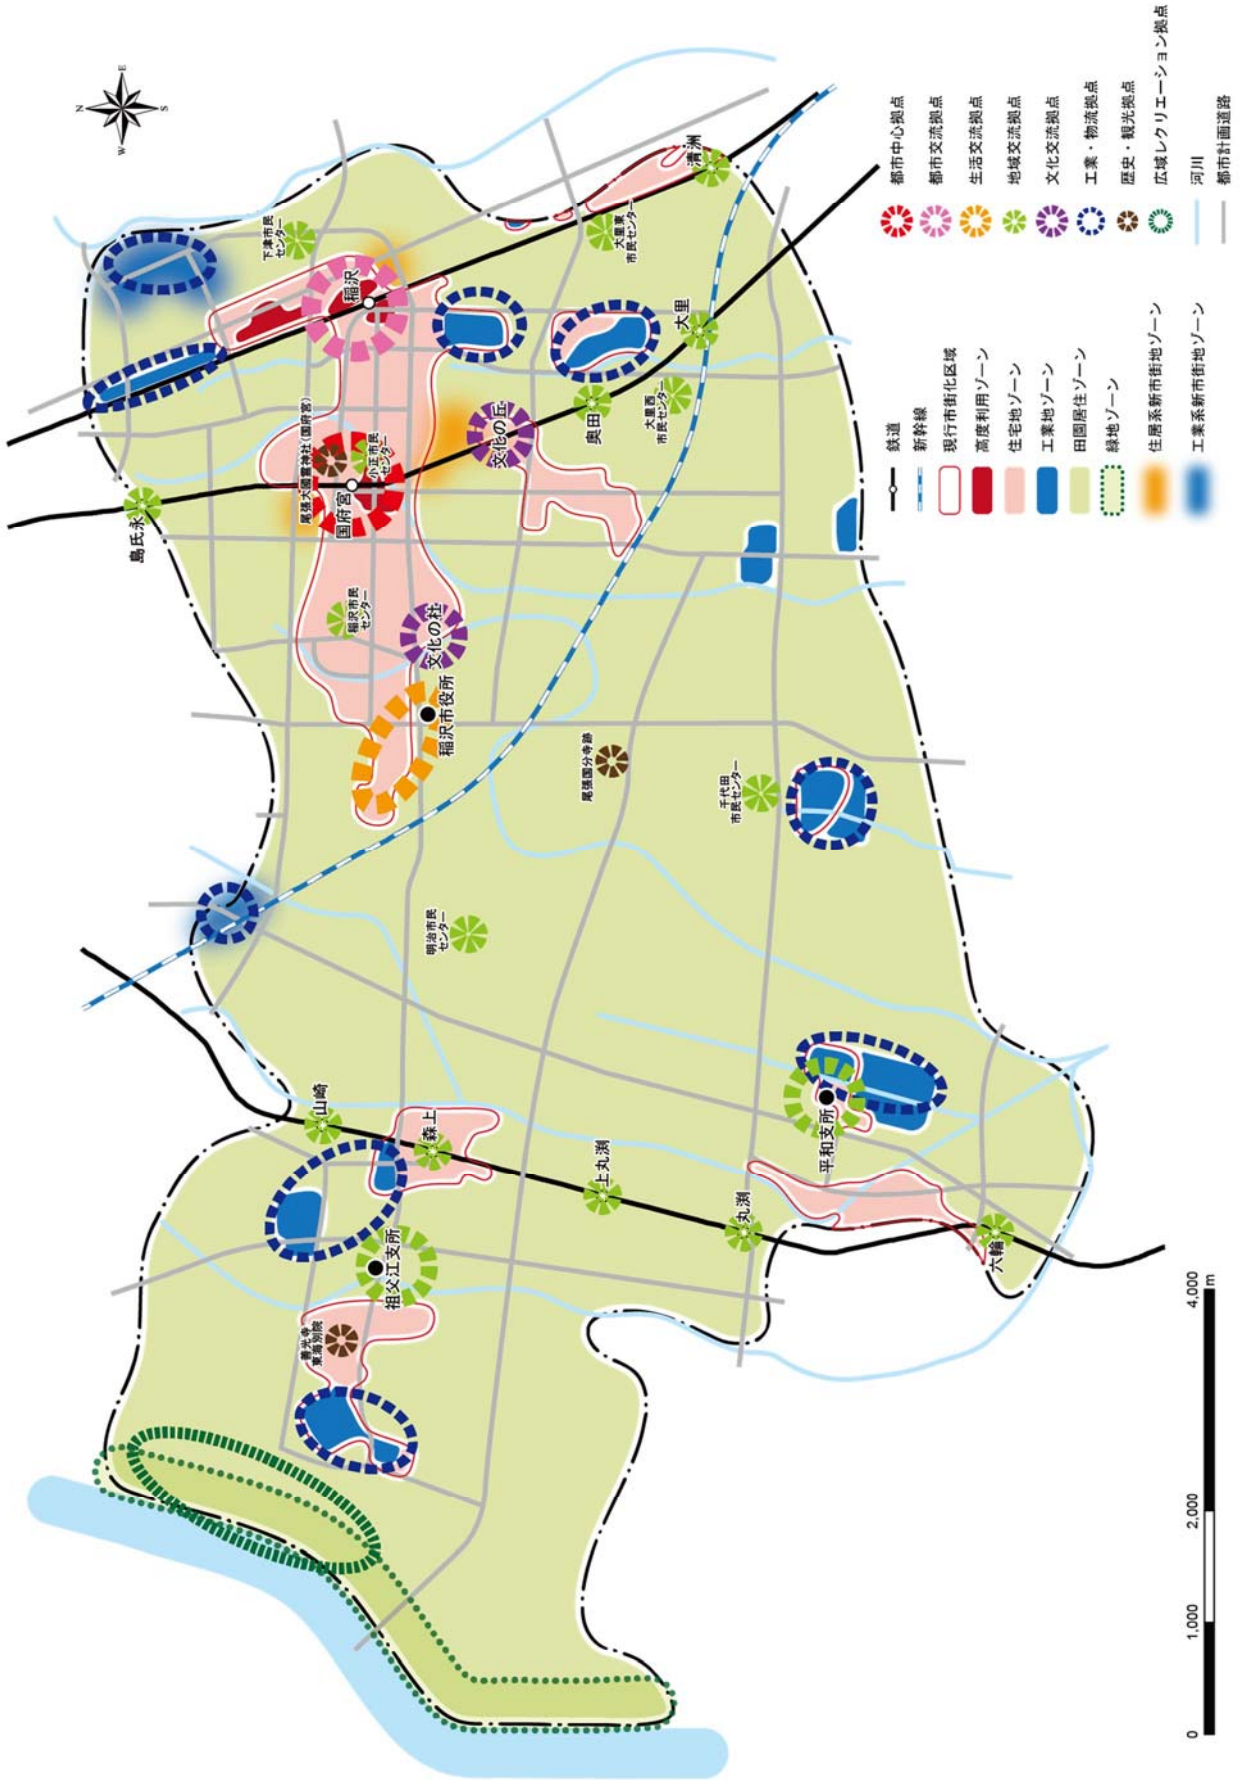 N
W
E
S
下津市民
センター
稲沢
清洲
大里東
市民センター
尾張大國霊神社(国府宮)
小正市民
センター
国府宮
島氏永
文化の丘
奥田
大里西
市民センター
大里
稲沢市民
センター
文化の杜
稲沢市役所
尾張国分寺跡
千代田
市民センター
明治市民
センター
山崎
森上
上丸渕
丸渕
六輪
平和支所
祖父江支所
善光寺
東海別院
都市中心拠点
都市交流拠点
生活交流拠点
地域交流拠点
文化交流拠点
工業・物流拠点
歴史・観光拠点
広域レクリエーション拠点
河川
都市計画道路
鉄道
新幹線
現行市街化区域
高度利用ゾーン
住宅地ゾーン
工業地ゾーン
田園居住ゾーン
緑地ゾーン
住居系新市街地ゾーン
工業系新市街地ゾーン
0
1,000
2,000
4,000
m